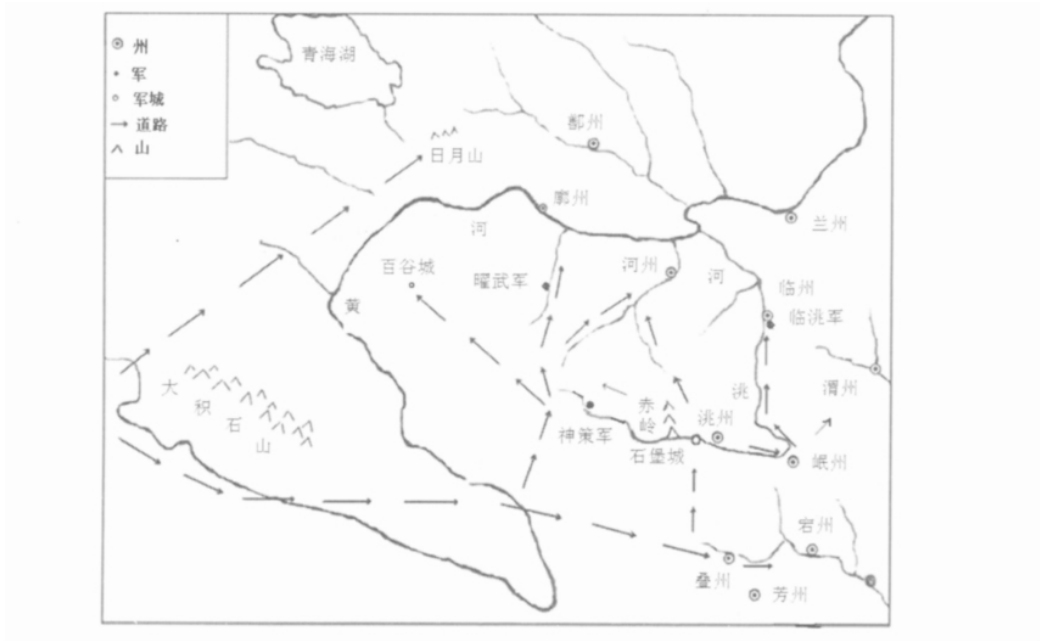 州
军
军城
道路
山
青海湖
鄯州
日月山
廓州
兰州
河
河州
百谷城
曜武军
河
临州
黄
临洮军
大
积
石
山
洮
渭州
赤
岭
洮州
神策军
石堡城
岷州
宕州
叠州
芳州